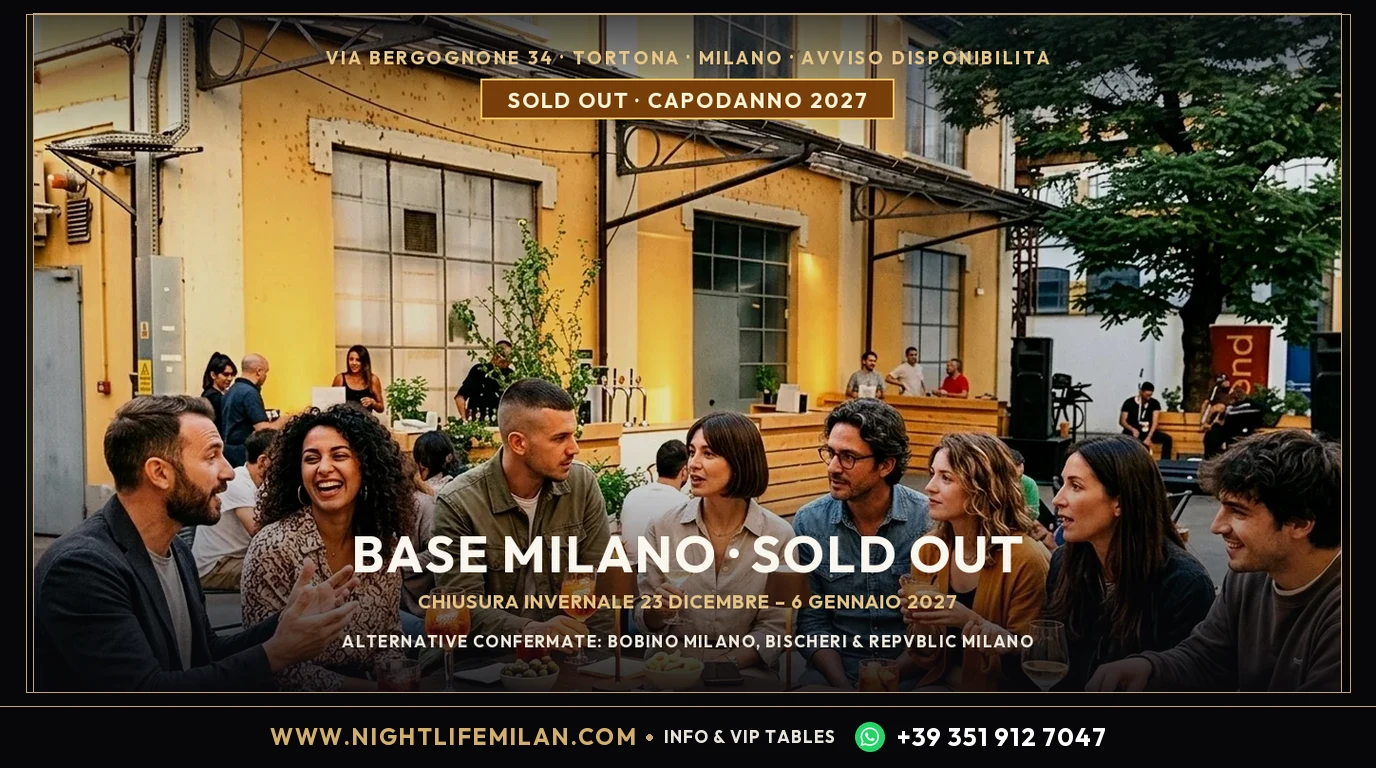 VIA BERGOGNONE 34 · TORTONA · MILANO · AVVISO DISPONIBILITA
SOLD OUT · CAPODANNO 2027
ond
BASE MILANO · SOLD OUT
CHIUSURA INVERNALE 23 DICEMBRE – 6 GENNAIO 2027
ALTERNATIVE CONFERMATE: BOBINO MILANO, BISCHERI & REPVBLIC MILANO
WWW.NIGHTLIFEMILAN.COM • INFO & VIP TABLES +39 351 912 7047